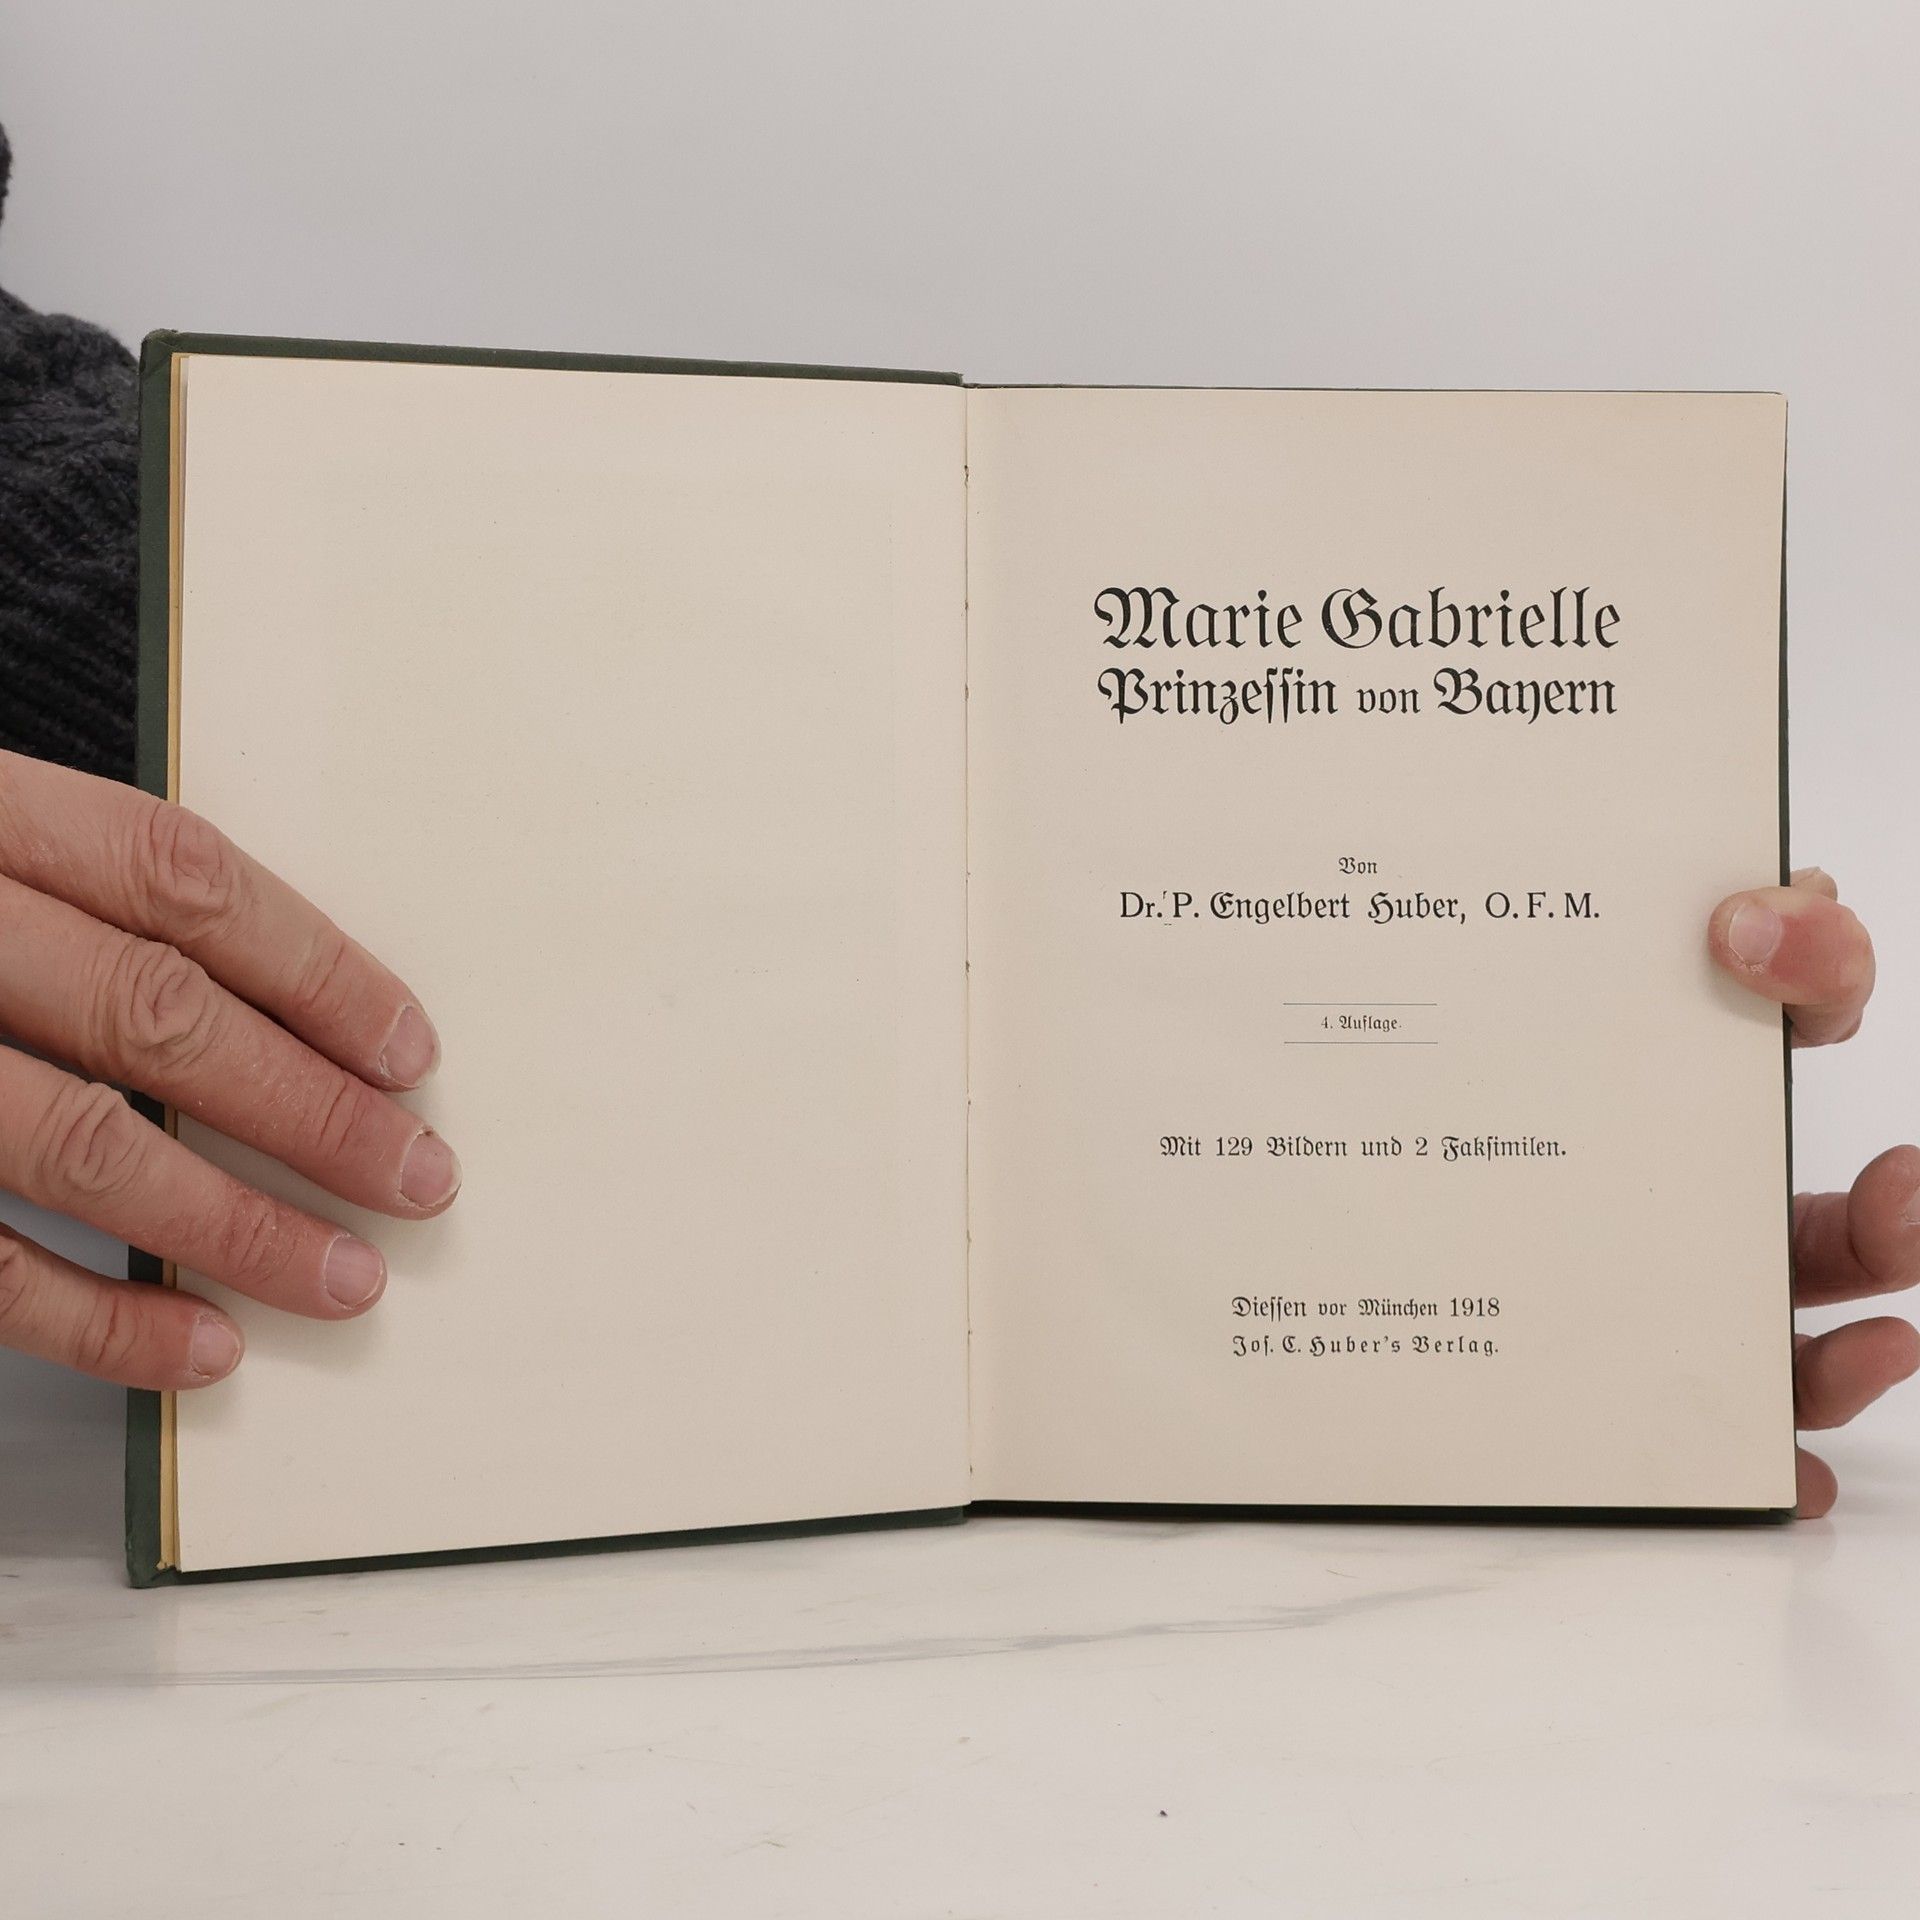 Marie Gabrielle
Prinzessin von Bayern
Von
Dr. P. Engelbert Huber, O. F. M.
4. Auflage.
Mit 129 Bildern und 2 Faksimilen.
Diessen vor München 1918
Jos. C. Huber's Verlag.